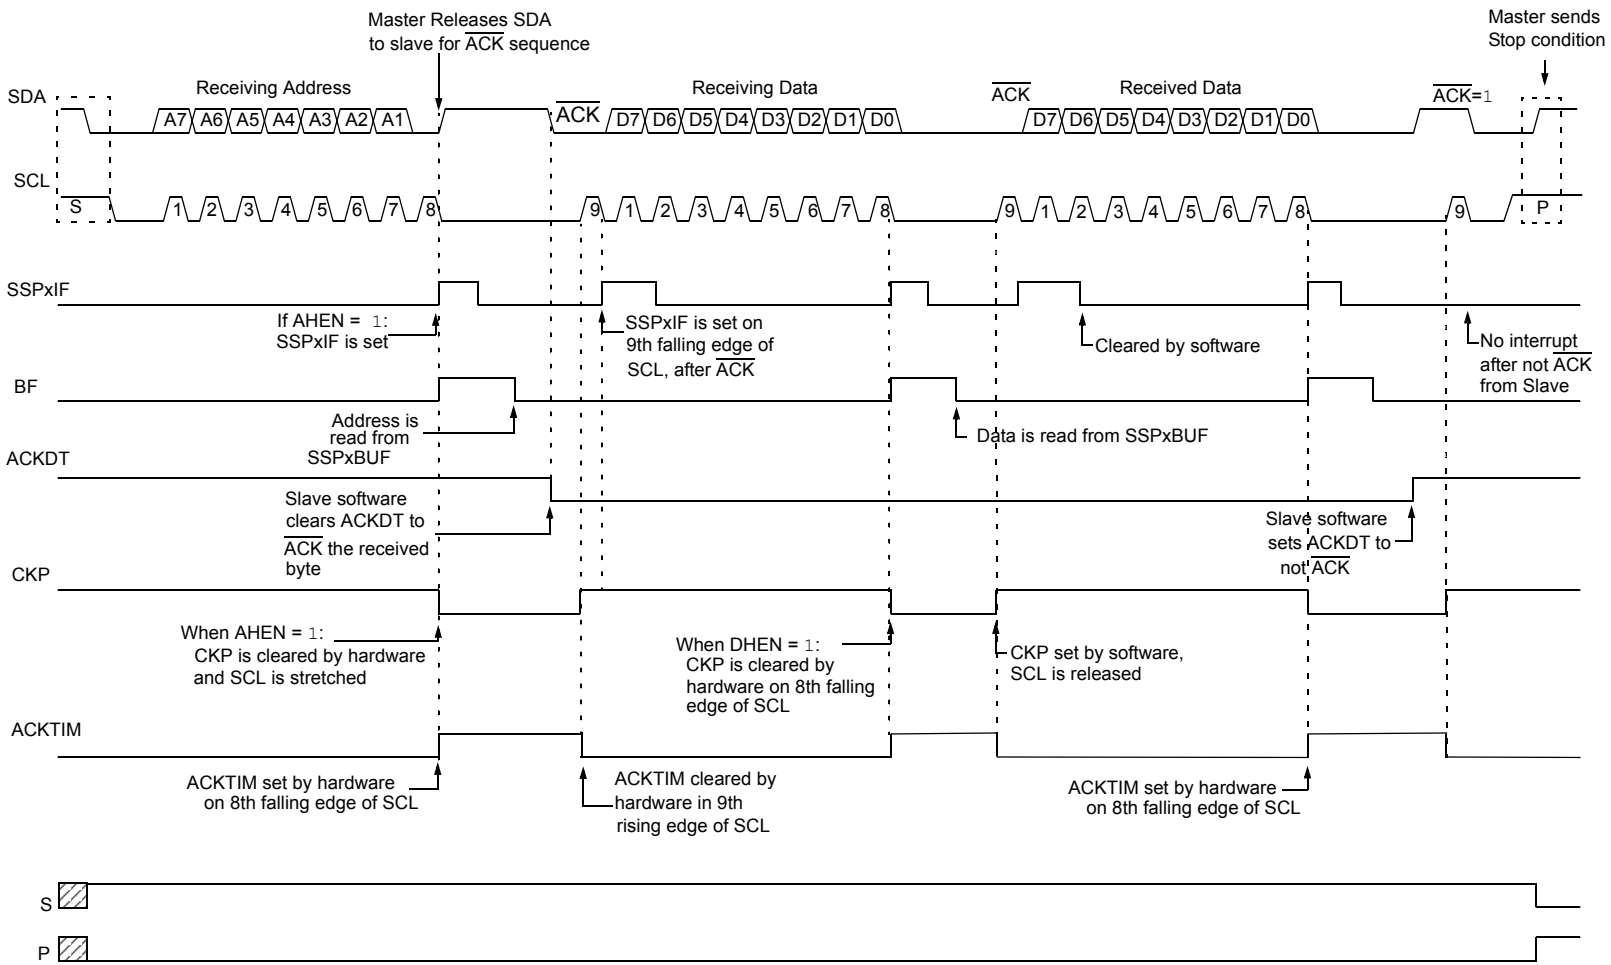 Master Releases SDA
to slave for ACK sequence
Master sends
Stop condition
SDA
Receiving Address
ACK
Receiving Data
ACK
Received Data
ACK=1
A7 A6 A5 A4 A3 A2 A1
D7 D6 D5 D4 D3 D2 D1 D0
D7 D6 D5 D4 D3 D2 D1 D0
SCL
S
1 2 3 4 5 6 7 8
9 1 2 3 4 5 6 7 8
9 1 2 3 4 5 6 7 8
9
P
SSPxIF
If AHEN = 1:
SSPxIF is set
SSPxIF is set on
9th falling edge of
SCL, after ACK
Cleared by software
No interrupt
after not ACK
from Slave
BF
Address is
read from
SSPxBUF
Data is read from SSPxBUF
ACKDT
Slave software
clears ACKDT to
ACK the received
byte
Slave software
sets ACKDT to
not ACK
CKP
When AHEN = 1:
CKP is cleared by hardware
and SCL is stretched
When DHEN = 1:
CKP is cleared by
hardware on 8th falling
edge of SCL
CKP set by software,
SCL is released
ACKTIM
ACKTIM set by hardware
on 8th falling edge of SCL
ACKTIM cleared by
hardware in 9th
rising edge of SCL
ACKTIM set by hardware
on 8th falling edge of SCL
S
P